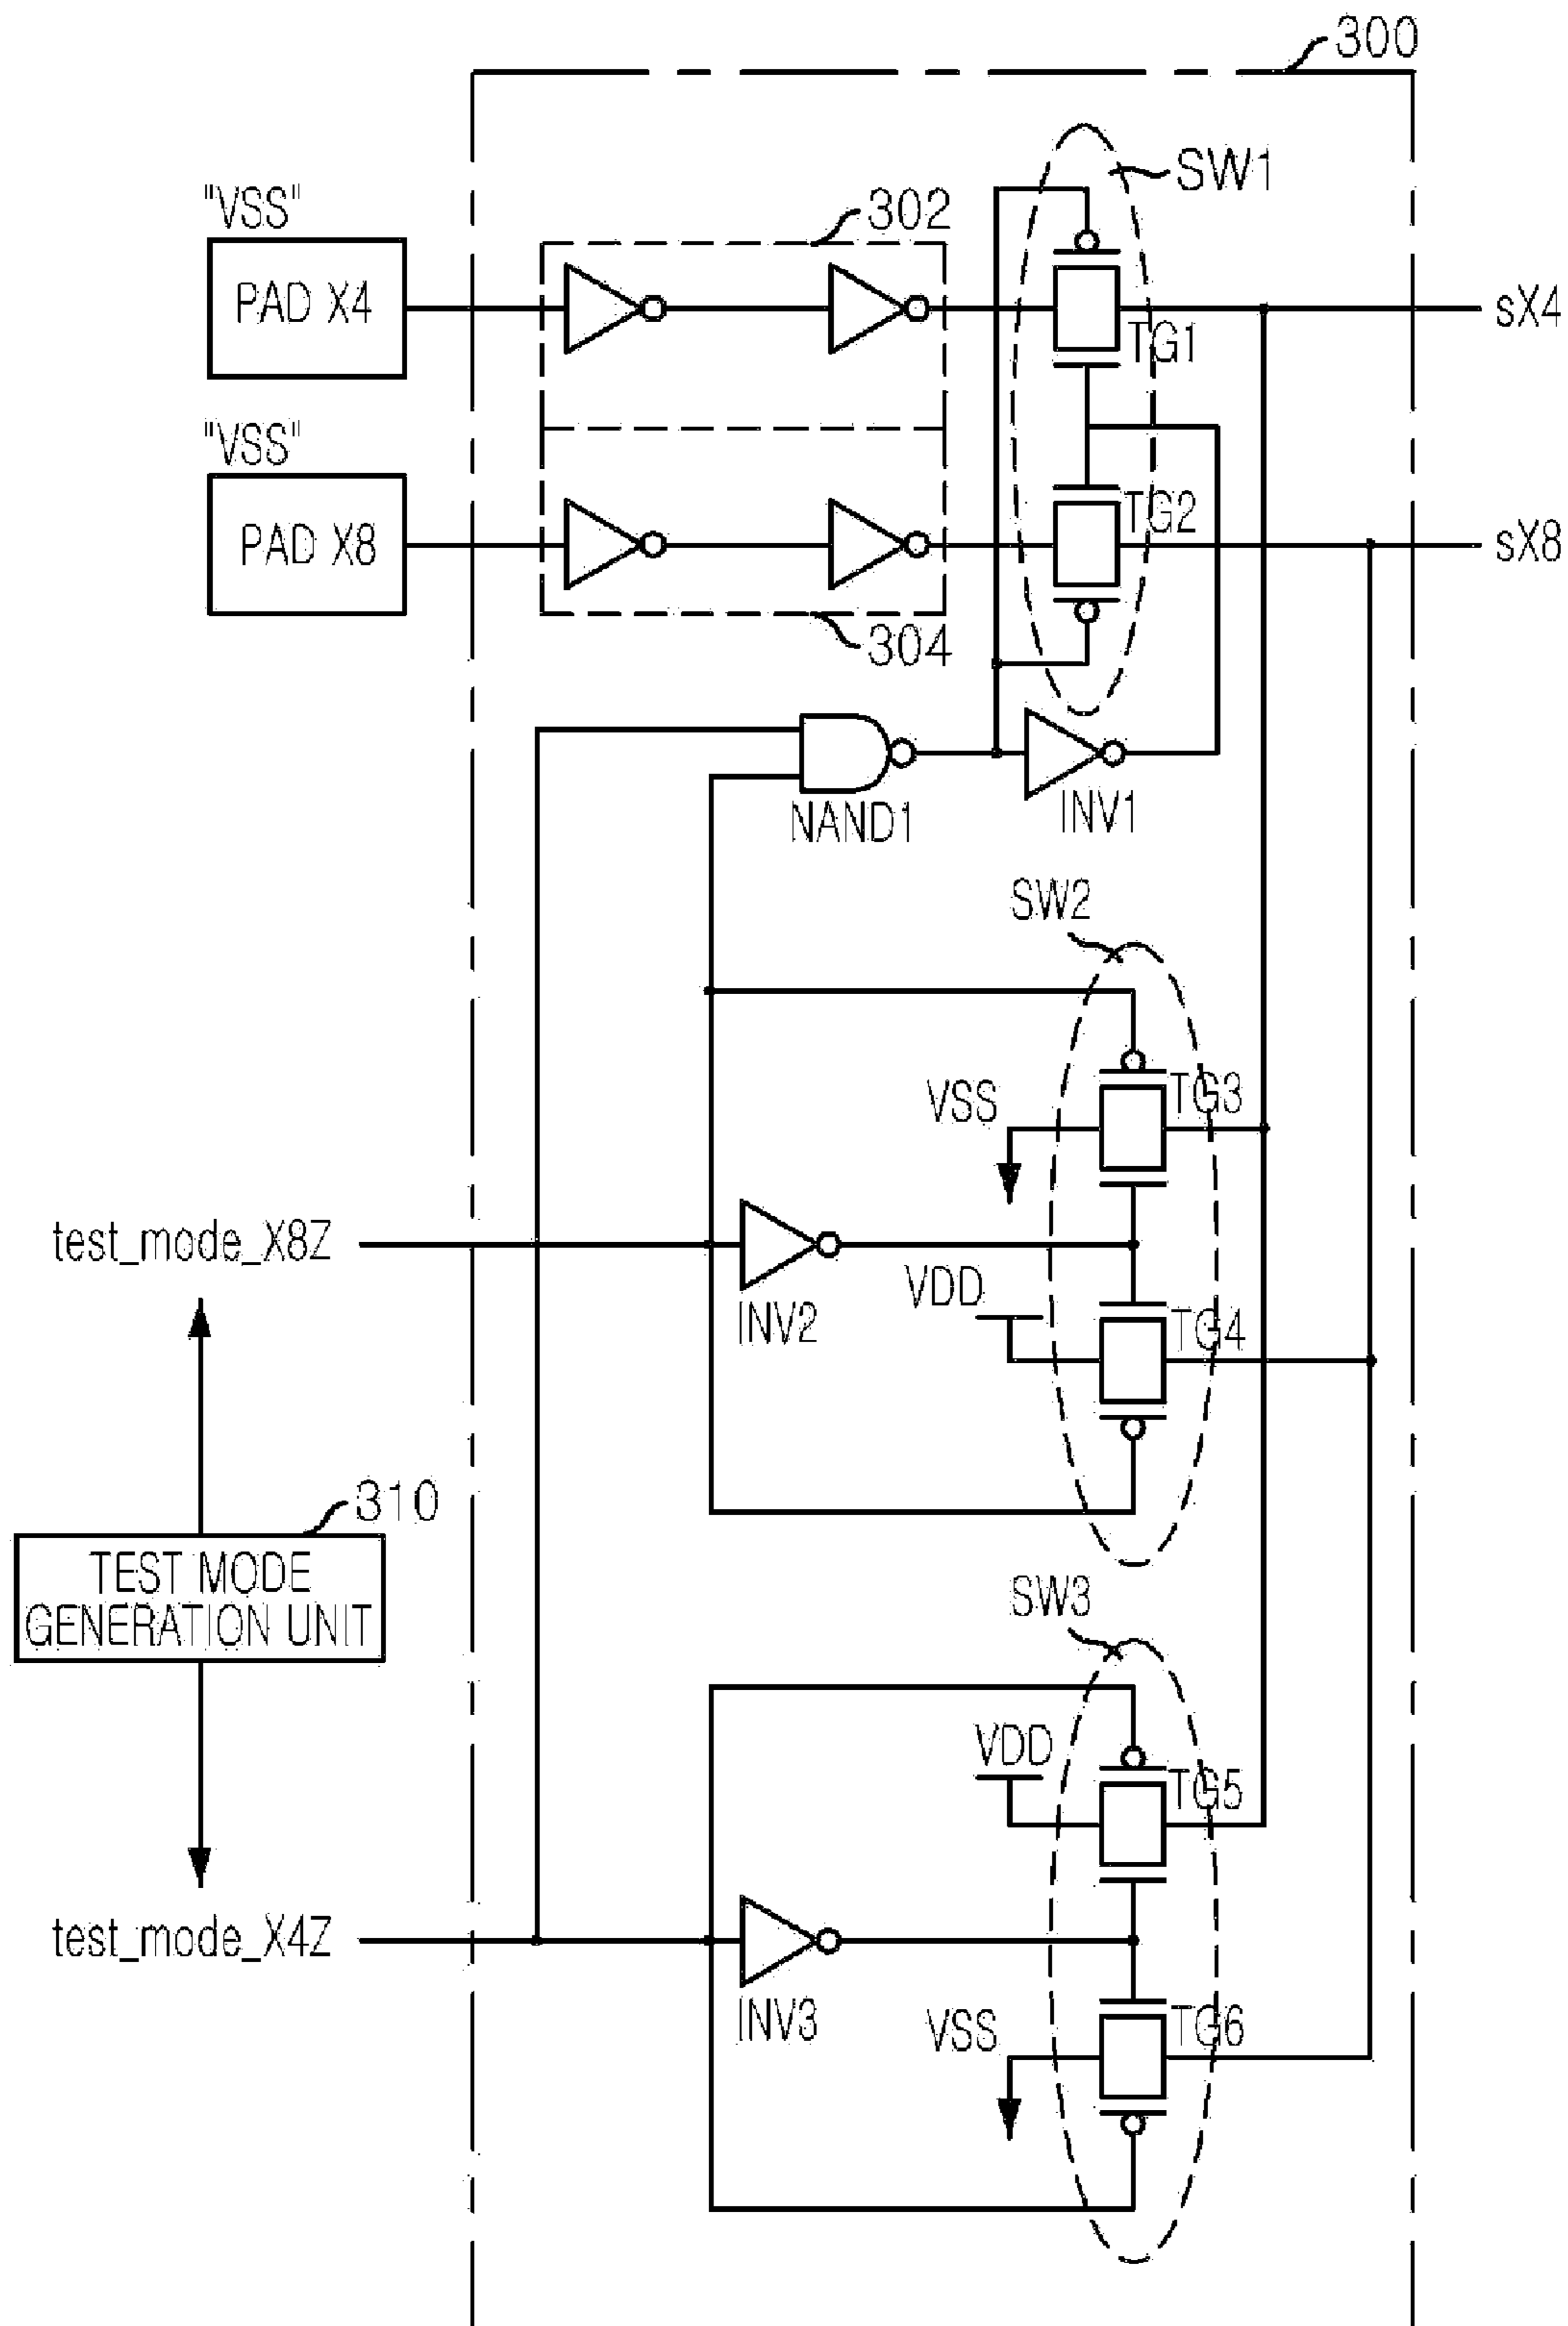 300
SW1
"VSS"
302
PAD X4
sX4
TG1
"VSS"
TG2
PAD X8
sX8
304
NAND1
INV1
SW2
TG3
VSS
test_mode_X8Z
VDD
INV2
TG4
310
TEST MODE
GENERATION UNIT
SW3
VDD
TG5
test_mode_X4Z
INV3
VSS
TG6